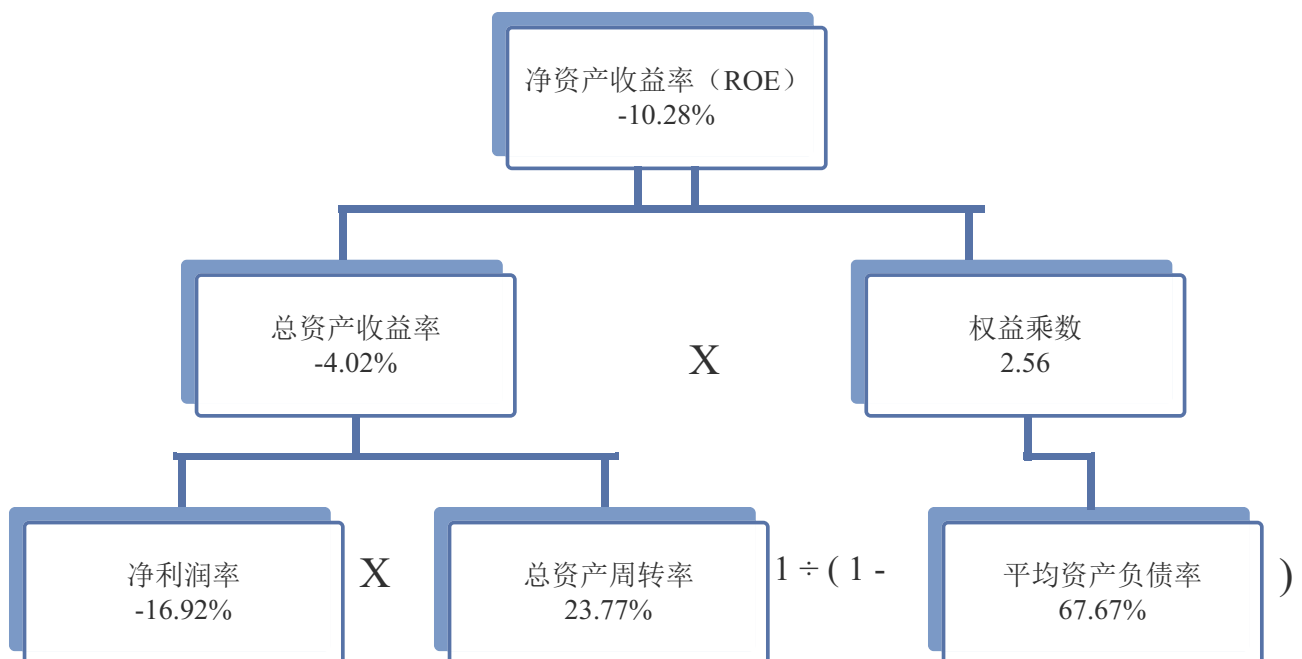 净资产收益率（ROE）
-10.28%
总资产收益率
-4.02%
X
权益乘数
2.56
净利润率
-16.92%
X
总资产周转率
23.77%
1 ÷ ( 1 -
平均资产负债率
67.67%
)